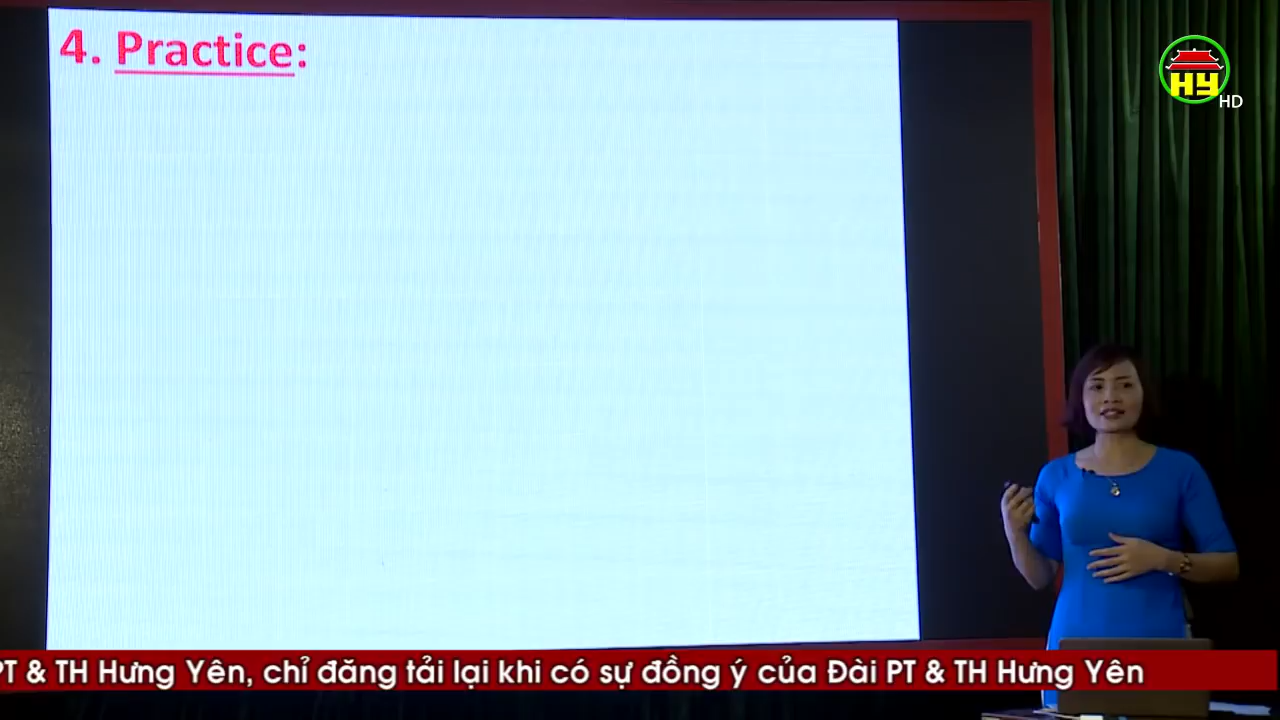 4. Practice:
HY
HD
PT & TH Hưng Yên, chỉ đăng tải lại khi có sự đồng ý của Đài PT & TH Hưng Yên